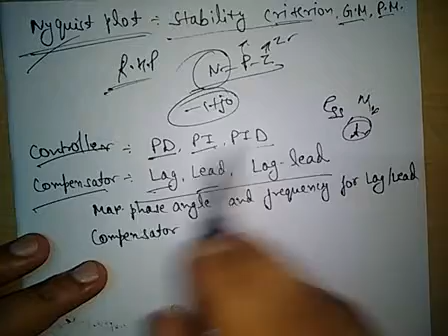 Nyquist plot :- Stability criterion, G.M, P.M.
R.H.P
N = P - Z
-1+j0
ess Mr
Controller :- PD, PI, PID
Compensator :- Lag, Lead, Lag-lead
Max. phase angle and frequency for Lag/Lead
Compensator